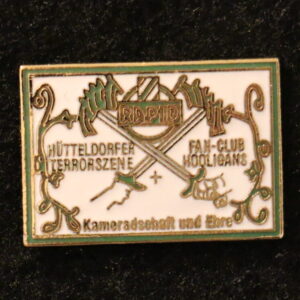 RAPID
HÜTTELDORFER
TERRORSZENE
FAN-CLUB
HOOLIGANS
Kameradschaft und Ehre